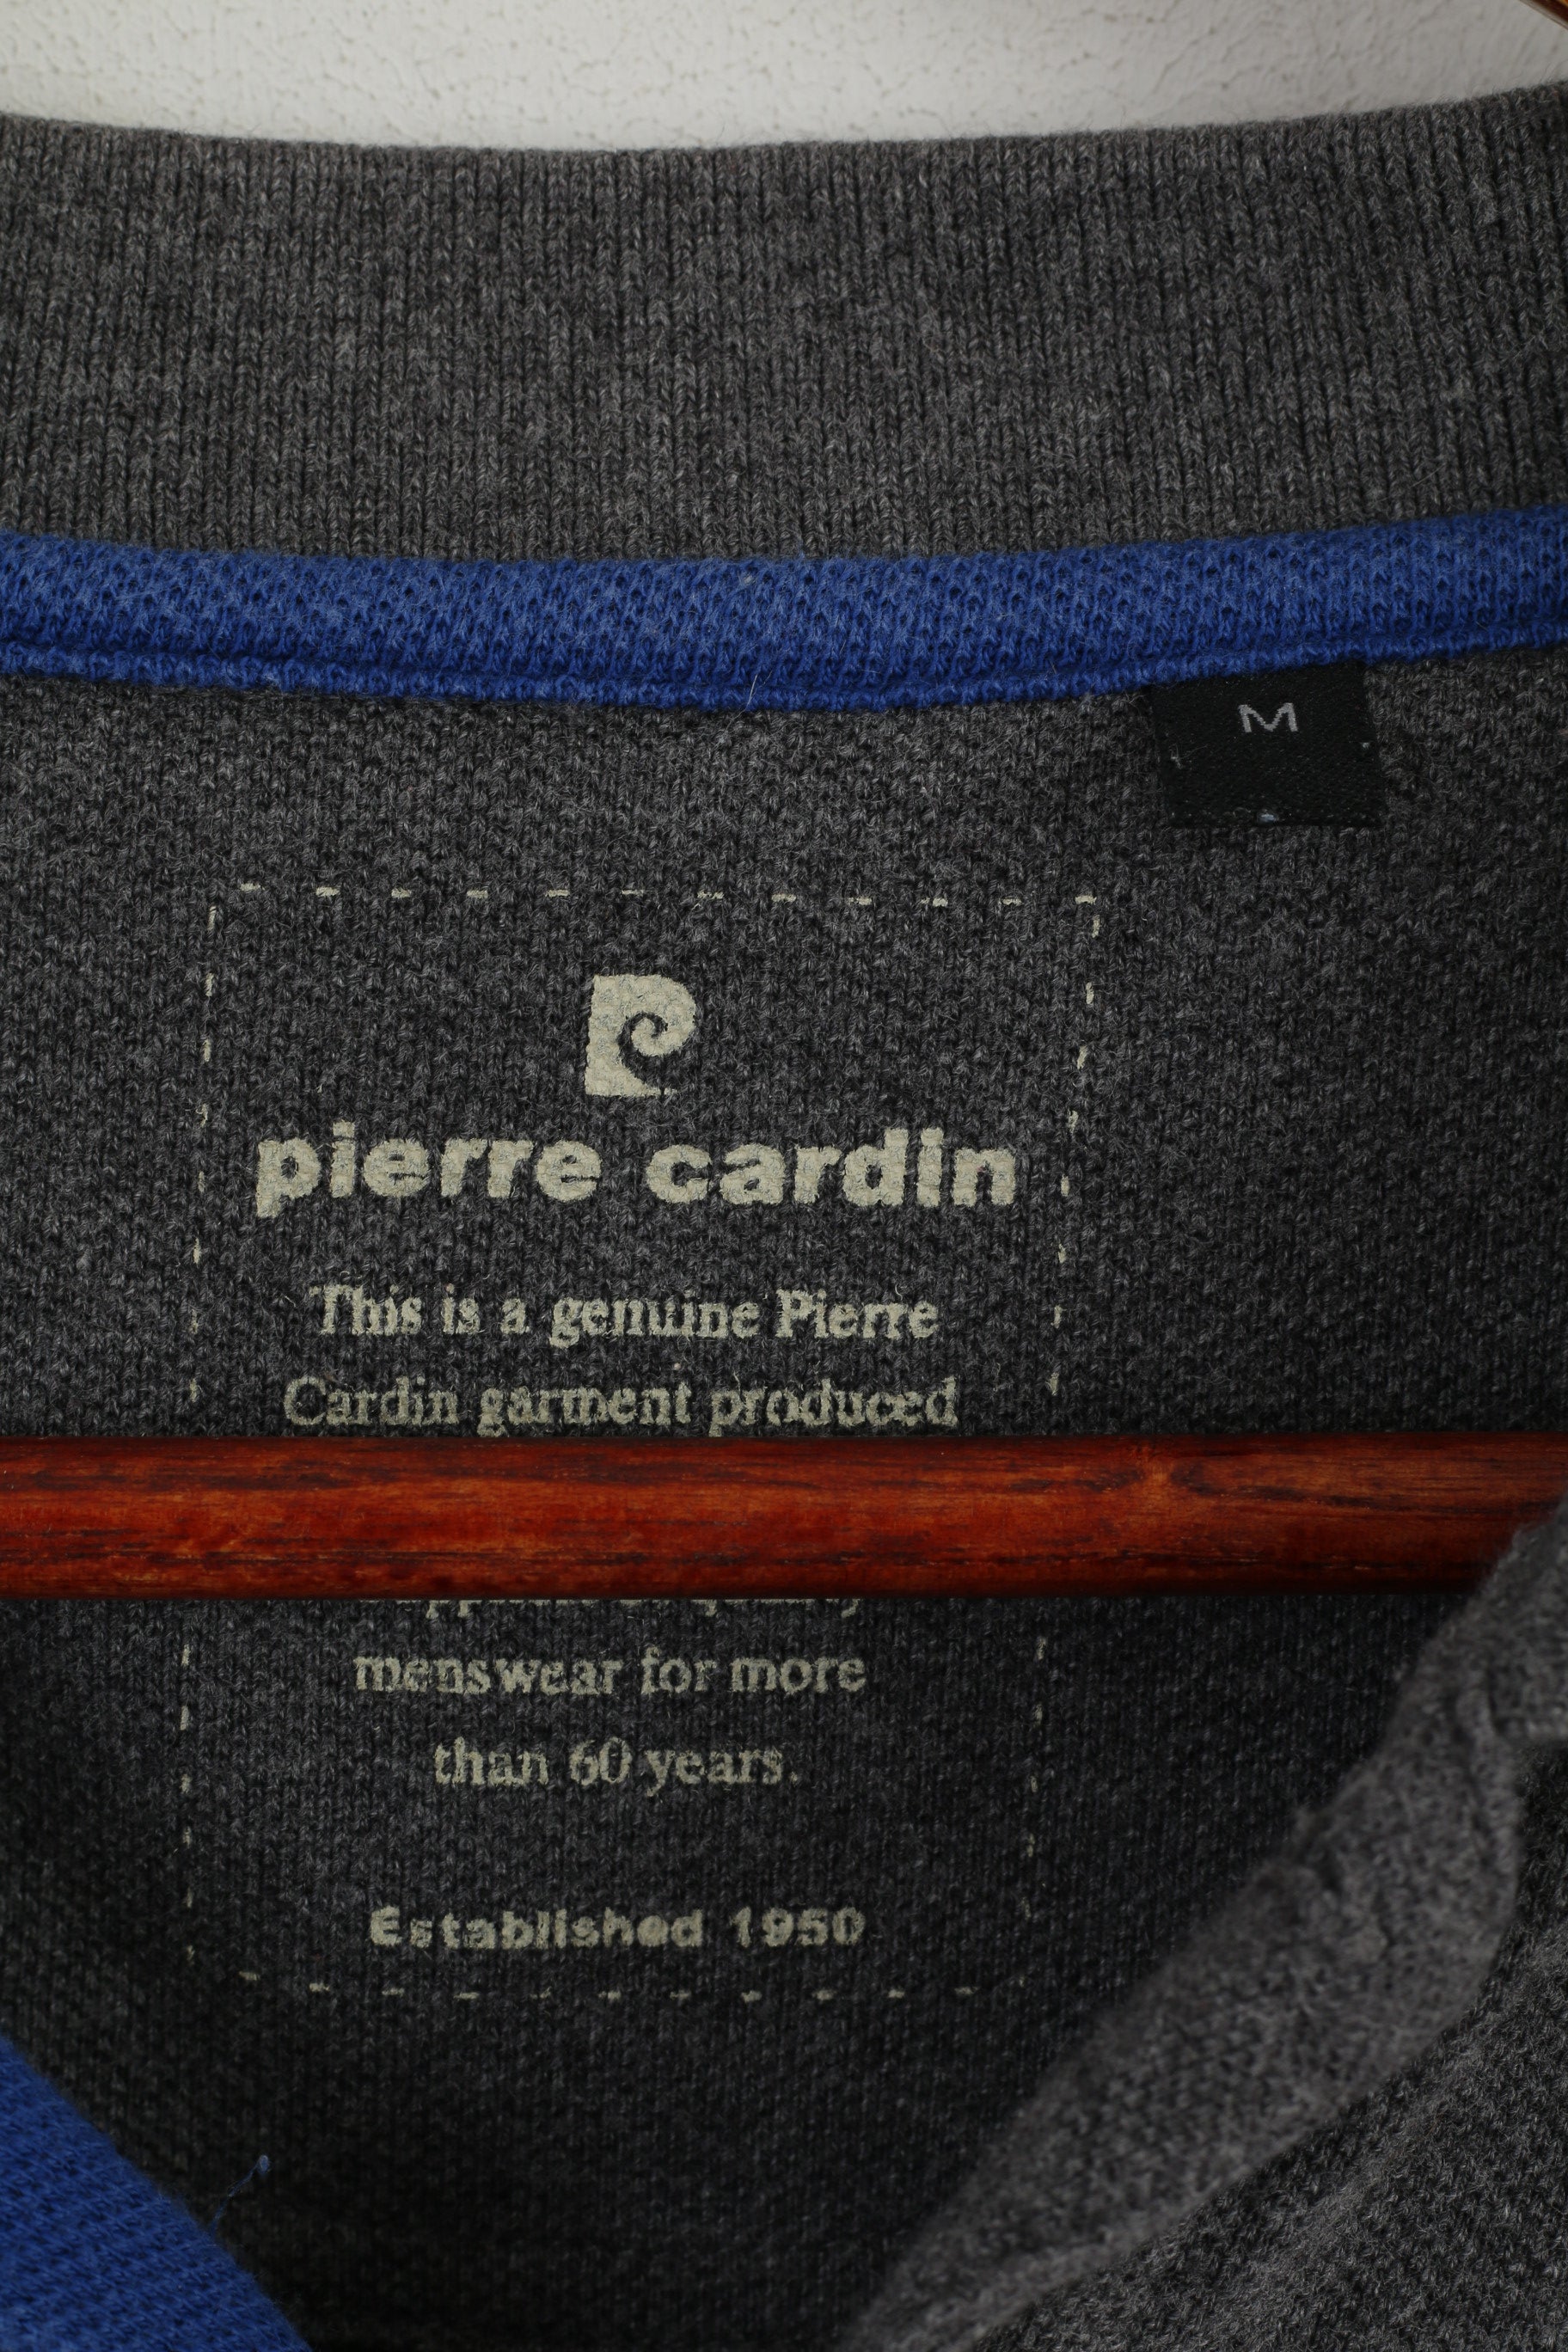 M
pierre cardin
This is a genuine Pierre
Cardin garment produced
menswear for more
than 60 years.
Established 1950